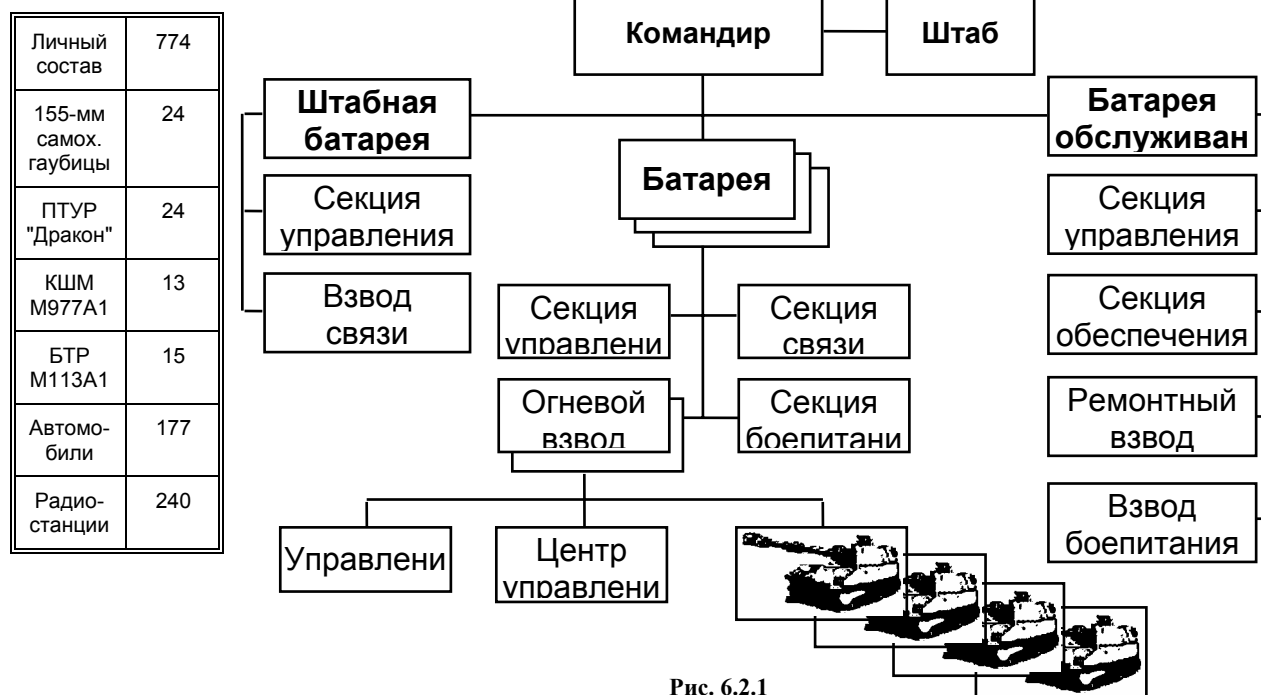 Личный
состав
774
155-мм
самох.
гаубицы
24
ПТУР
"Дракон"
24
КШМ
М977А1
13
БТР
М113А1
15
Автомо-
били
177
Радио-
станции
240
Командир
Штаб
Штабная
батарея
Секция
управления
Взвод
связи
Батарея
Секция
управлени
Секция
связи
Огневой
взвод
Секция
боепитани
Управлени
Центр
управлени
Батарея
обслуживан
Секция
управления
Секция
обеспечения
Ремонтный
взвод
Взвод
боепитания
Рис. 6.2.1